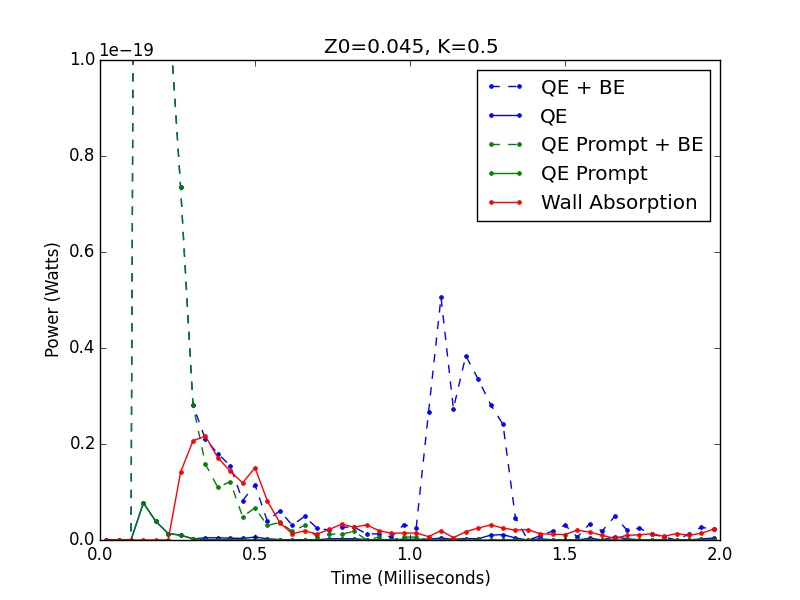 Z0=0.045, K=0.5
1e−19
1.0
0.8
0.6
0.4
0.2
0.0
Power (Watts)
QE + BE
QE
QE Prompt + BE
QE Prompt
Wall Absorption
0.0 0.5 1.0 1.5 2.0
Time (Milliseconds)